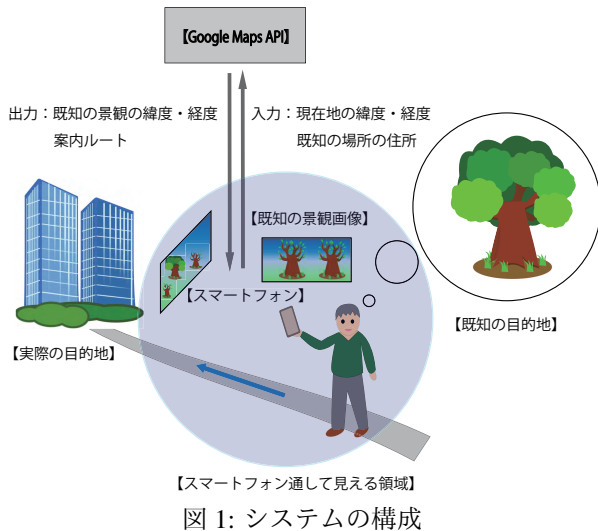 【Google Maps API】
出力：既知の景観の緯度・経度
案内ルート
入力：現在地の緯度・経度
既知の場所の住所
【既知の景観画像】
【スマートフォン】
【既知の目的地】
【実際の目的地】
【スマートフォン通して見える領域】
図 1: システムの構成